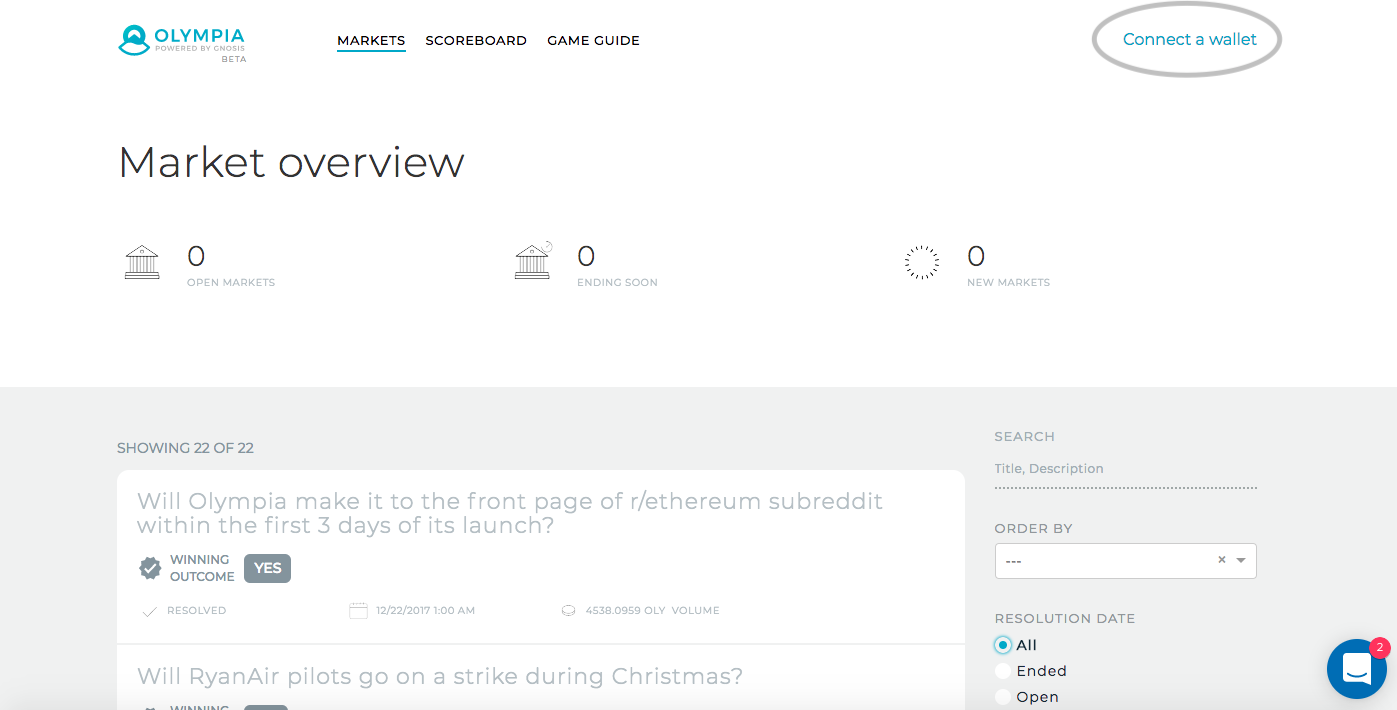 OLYMPIA
POWERED BY GNOSIS
BETA
MARKETS SCOREBOARD GAME GUIDE
Connect a wallet
Market overview
0
OPEN MARKETS
0
ENDING SOON
0
NEW MARKETS
SHOWING 22 OF 22
Will Olympia make it to the front page of r/ethereum subreddit
within the first 3 days of its launch?
WINNING
OUTCOME
YES
RESOLVED
12/22/2017 1:00 AM
4538.0959 OLY VOLUME
Will RyanAir pilots go on a strike during Christmas?
WINNING
SEARCH
Title, Description
ORDER BY
---
RESOLUTION DATE
All
Ended
Open
2